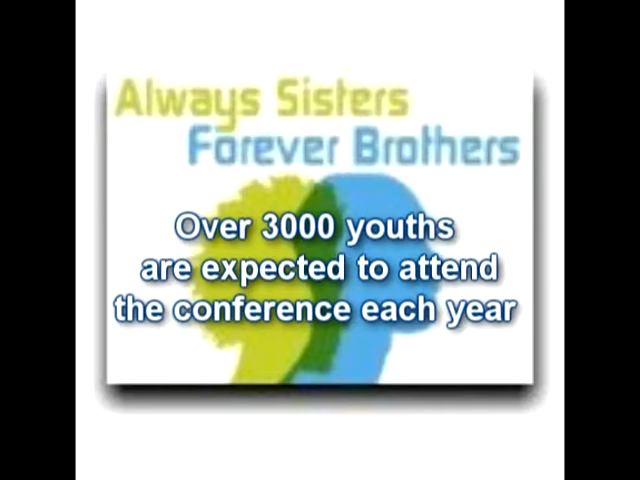 Always Sisters
Forever Brothers
Over 3000 youths
are expected to attend
the conference each year